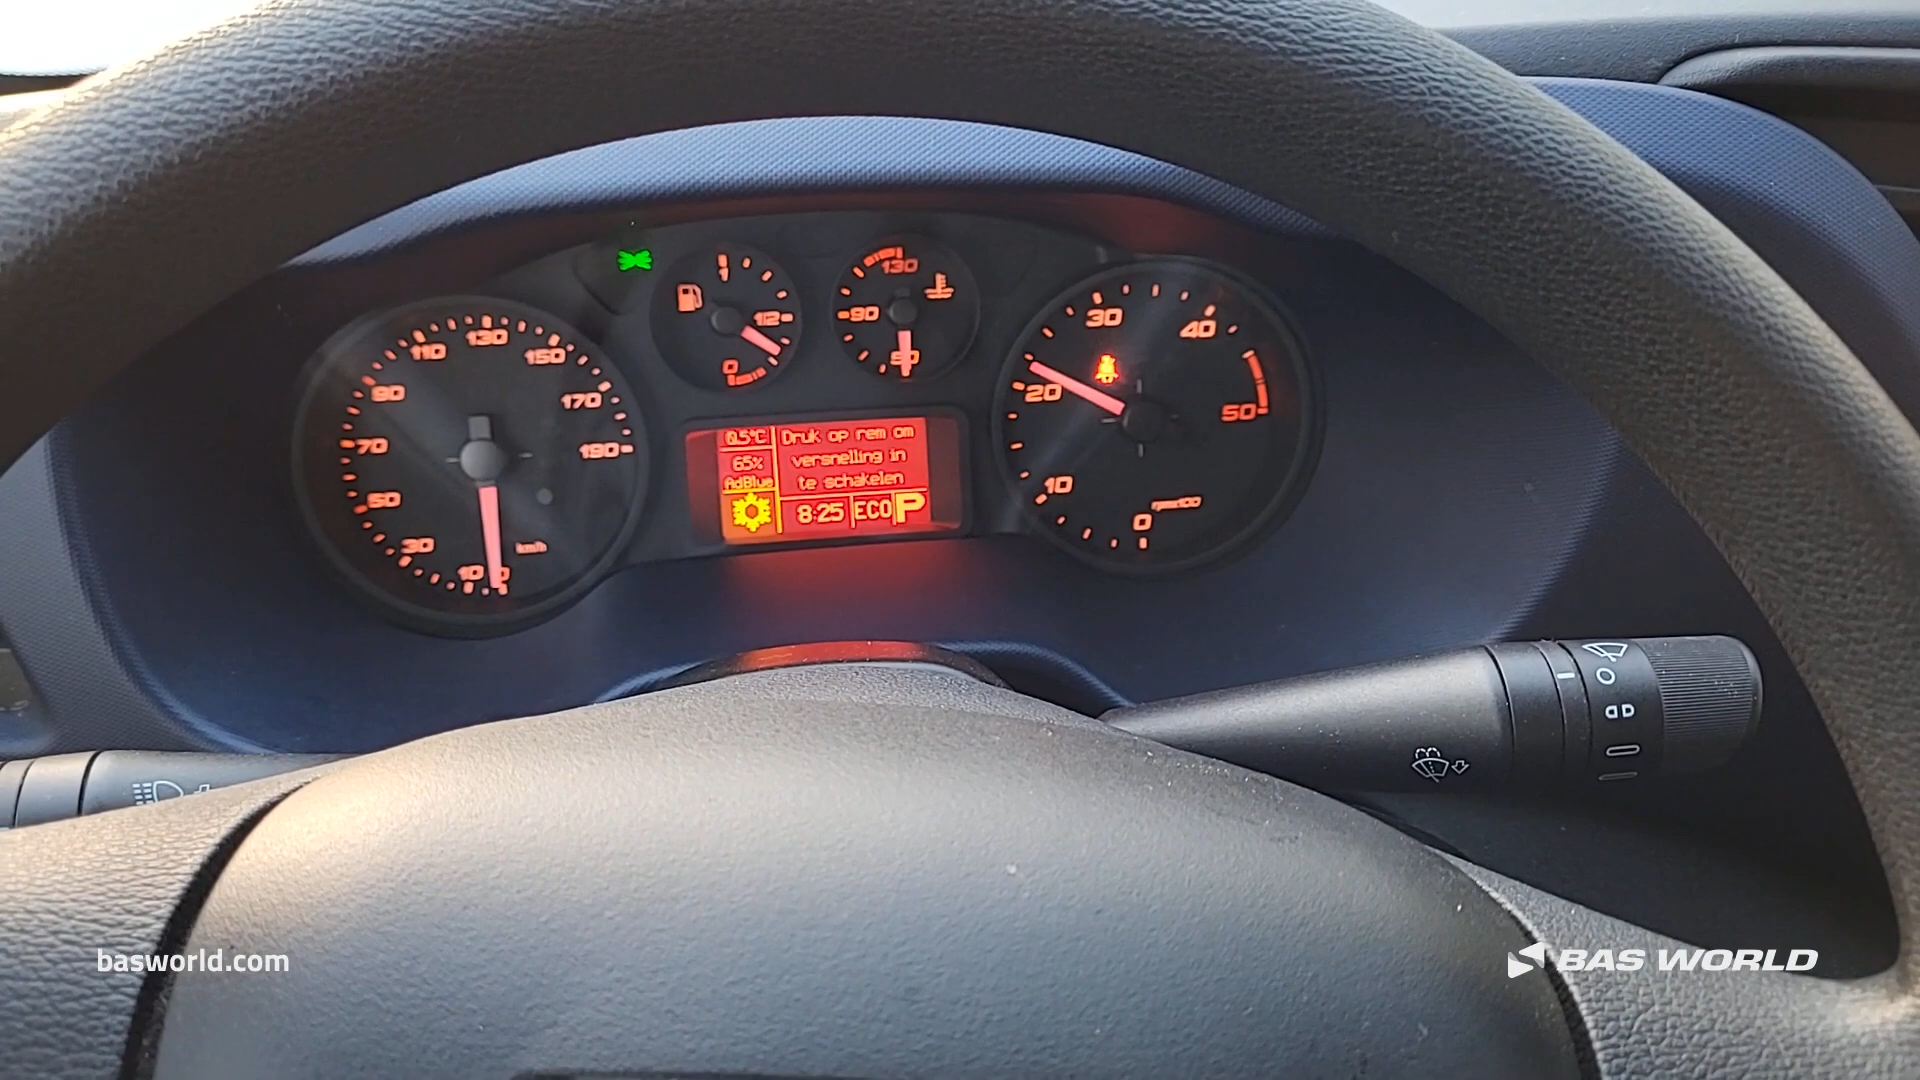 10
30
50
70
90
110
130
150
170
190
km/h
1
1/2
0
130
90
50
0.5°C
65%
AdBlue
Druk op rem om
versnelling in
te schakelen
8:25 ECO P
0
10
20
30
40
50
rpmx100
basworld.com
BAS WORLD